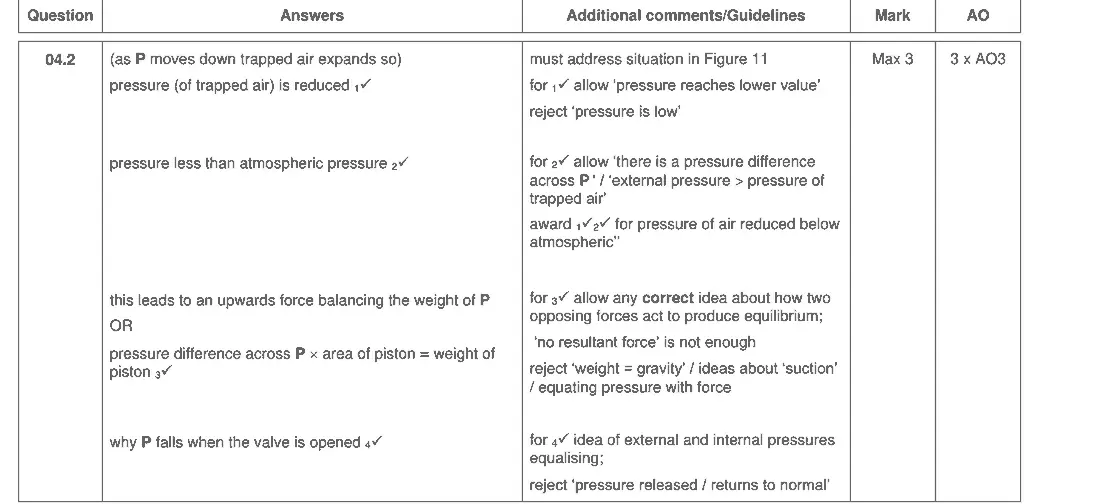 Question Answers Additional comments/Guidelines Mark AO
04.2 (as P moves down trapped air expands so) must address situation in Figure 11 Max 3 3 x AO3
pressure (of trapped air) is reduced ₁✓ for ₁✓ allow ‘pressure reaches lower value’
reject ‘pressure is low’
pressure less than atmospheric pressure ₂✓ for ₂✓ allow ‘there is a pressure difference
across P ’ / ‘external pressure > pressure of
trapped air’
award ₁✓₂✓ for pressure of air reduced below
atmospheric”
this leads to an upwards force balancing the weight of P for ₃✓ allow any correct idea about how two
OR opposing forces act to produce equilibrium;
‘no resultant force’ is not enough
pressure difference across P × area of piston = weight of
piston ₃✓ reject ‘weight = gravity’ / ideas about ‘suction’
/ equating pressure with force
why P falls when the valve is opened ₄✓ for ₄✓ idea of external and internal pressures
equalising;
reject ‘pressure released / returns to normal’